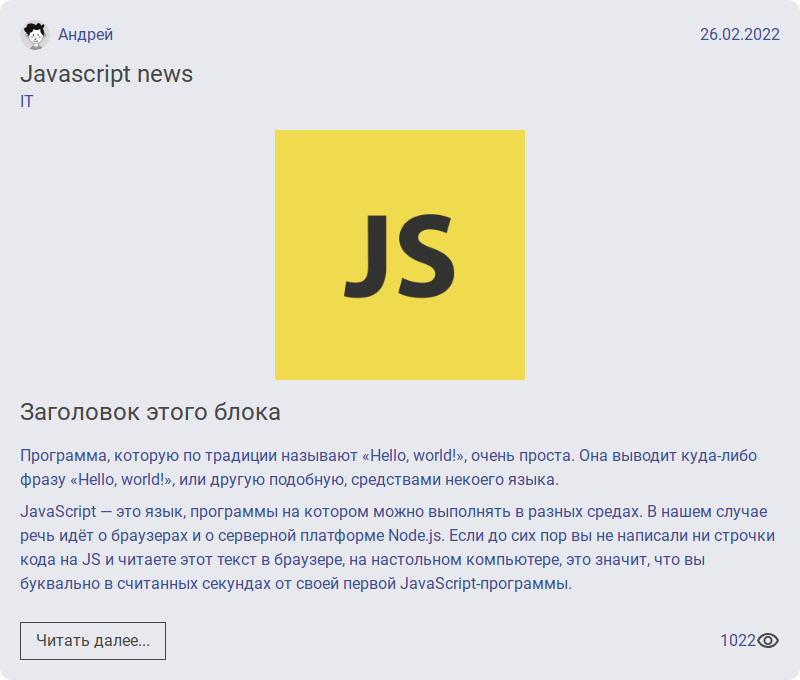 Андрей
26.02.2022
Javascript news
IT
JS
Заголовок этого блока
Программа, которую по традиции называют «Hello, world!», очень проста. Она выводит куда-либо
фразу «Hello, world!», или другую подобную, средствами некоего языка.
JavaScript — это язык, программы на котором можно выполнять в разных средах. В нашем случае
речь идёт о браузерах и о серверной платформе Node.js. Если до сих пор вы не написали ни строчки
кода на JS и читаете этот текст в браузере, на настольном компьютере, это значит, что вы
буквально в считанных секундах от своей первой JavaScript-программы.
Читать далее...
1022